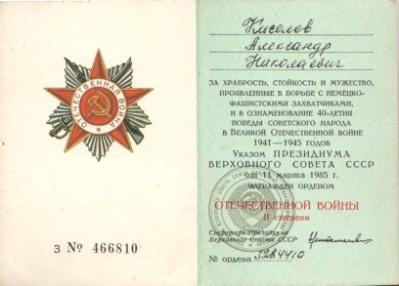 ОТЕЧЕСТВЕННАЯ ВОЙНА
З № 466810
Киселев
Александр
Николаевич
ЗА ХРАБРОСТЬ, СТОЙКОСТЬ И МУЖЕСТВО,
ПРОЯВЛЕННЫЕ В БОРЬБЕ С НЕМЕЦКО-
ФАШИСТСКИМИ ЗАХВАТЧИКАМИ,
И В ОЗНАМЕНОВАНИЕ 40-ЛЕТИЯ
ПОБЕДЫ СОВЕТСКОГО НАРОДА
В ВЕЛИКОЙ ОТЕЧЕСТВЕННОЙ ВОЙНЕ
1941—1945 ГОДОВ
УКАЗОМ ПРЕЗИДИУМА
ВЕРХОВНОГО СОВЕТА СССР
от 11 марта 1985 г.
НАГРАЖДЕН ОРДЕНОМ
ОТЕЧЕСТВЕННОЙ ВОЙНЫ
II степени
Секретарь Президиума
Верховного Совета СССР
№ ордена 5284410